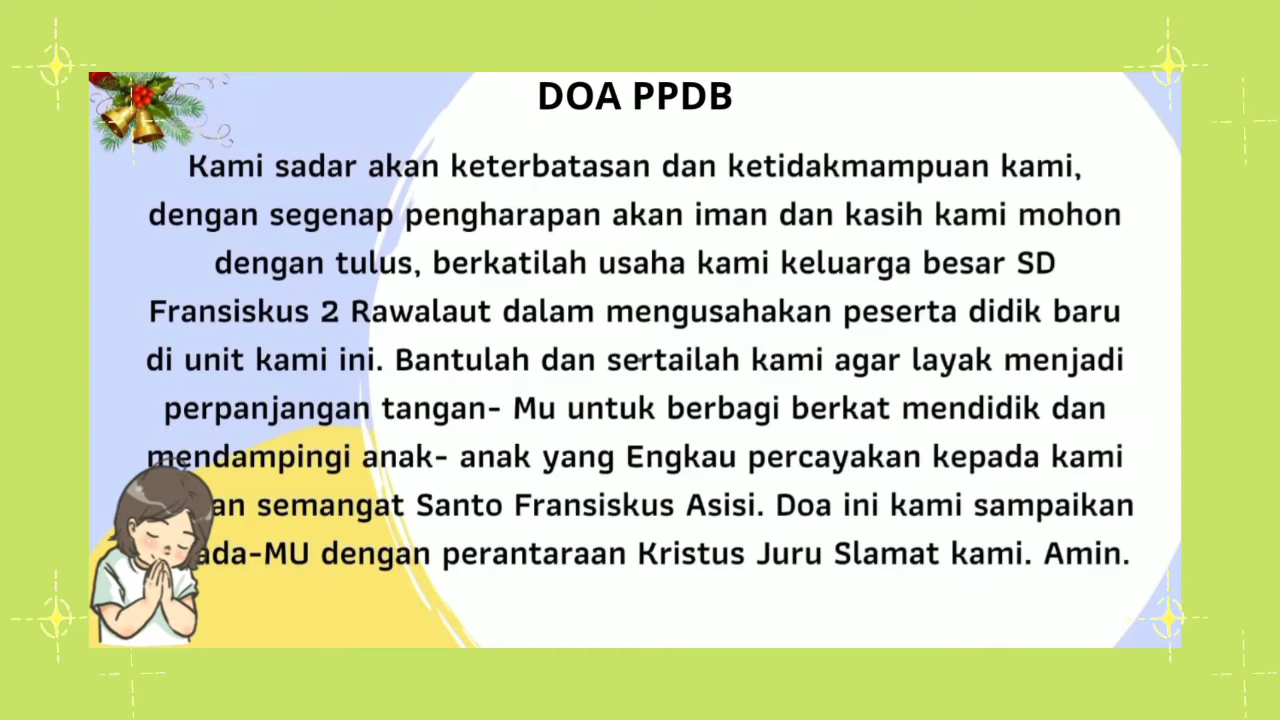 DOA PPDB
Kami sadar akan keterbatasan dan ketidakmampuan kami,
dengan segenap pengharapan akan iman dan kasih kami mohon
dengan tulus, berkatilah usaha kami keluarga besar SD
Fransiskus 2 Rawalaut dalam mengusahakan peserta didik baru
di unit kami ini. Bantulah dan sertailah kami agar layak menjadi
perpanjangan tangan- Mu untuk berbagi berkat mendidik dan
mendampingi anak- anak yang Engkau percayakan kepada kami
semangat Santo Fransiskus Asisi. Doa ini kami sampaikan
dengan perantaraan Kristus Juru Slamat kami. Amin.